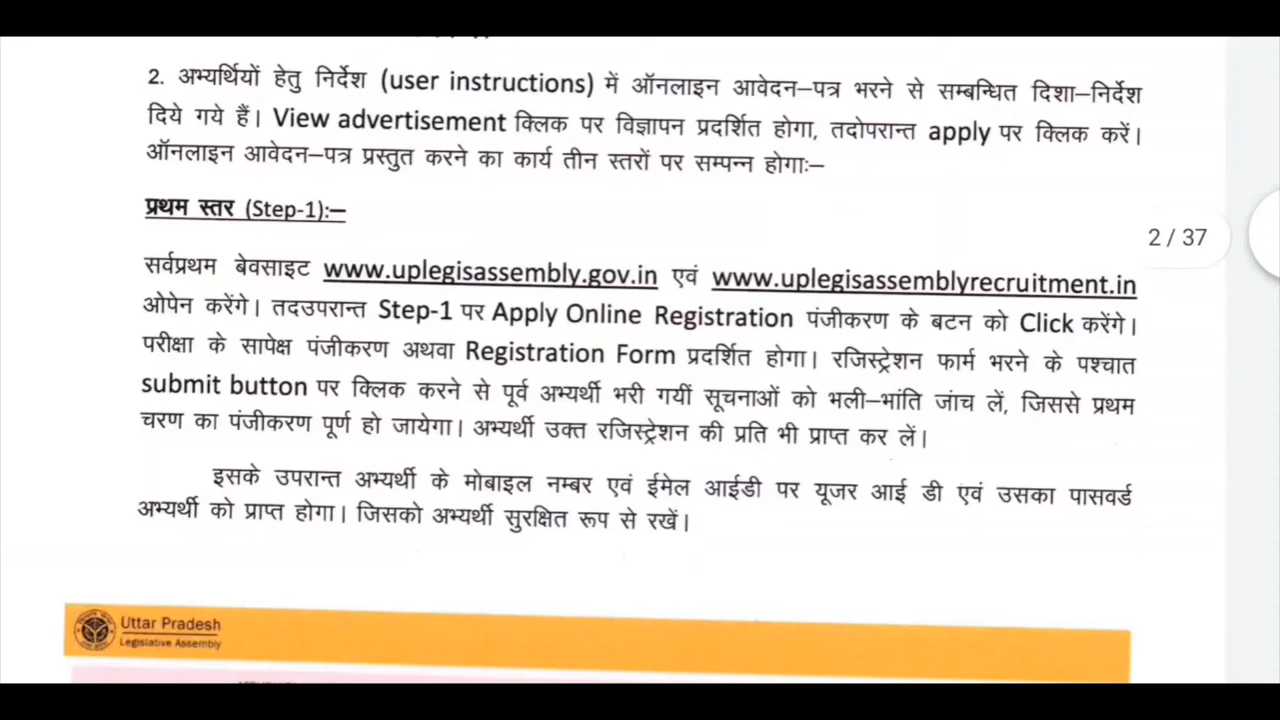 2. अभ्यर्थियों हेतु निर्देश (user instructions) में ऑनलाइन आवेदन–पत्र भरने से सम्बन्धित दिशा–निर्देश
दिये गये हैं। View advertisement क्लिक पर विज्ञापन प्रदर्शित होगा, तदोपरान्त apply पर क्लिक करें।
ऑनलाइन आवेदन–पत्र प्रस्तुत करने का कार्य तीन स्तरों पर सम्पन्न होगाः–
प्रथम स्तर (Step-1):–
2 / 37
सर्वप्रथम बेवसाइट www.uplegisassembly.gov.in एवं www.uplegisassemblyrecruitment.in
ओपेन करेंगे। तदउपरान्त Step-1 पर Apply Online Registration पंजीकरण के बटन को Click करेंगे।
परीक्षा के सापेक्ष पंजीकरण अथवा Registration Form प्रदर्शित होगा। रजिस्ट्रेशन फार्म भरने के पश्चात
submit button पर क्लिक करने से पूर्व अभ्यर्थी भरी गयीं सूचनाओं को भली–भांति जांच लें, जिससे प्रथम
चरण का पंजीकरण पूर्ण हो जायेगा। अभ्यर्थी उक्त रजिस्ट्रेशन की प्रति भी प्राप्त कर लें।
इसके उपरान्त अभ्यर्थी के मोबाइल नम्बर एवं ईमेल आईडी पर यूजर आई डी एवं उसका पासवर्ड
अभ्यर्थी को प्राप्त होगा। जिसको अभ्यर्थी सुरक्षित रूप से रखें।
Uttar Pradesh
Legislative Assembly